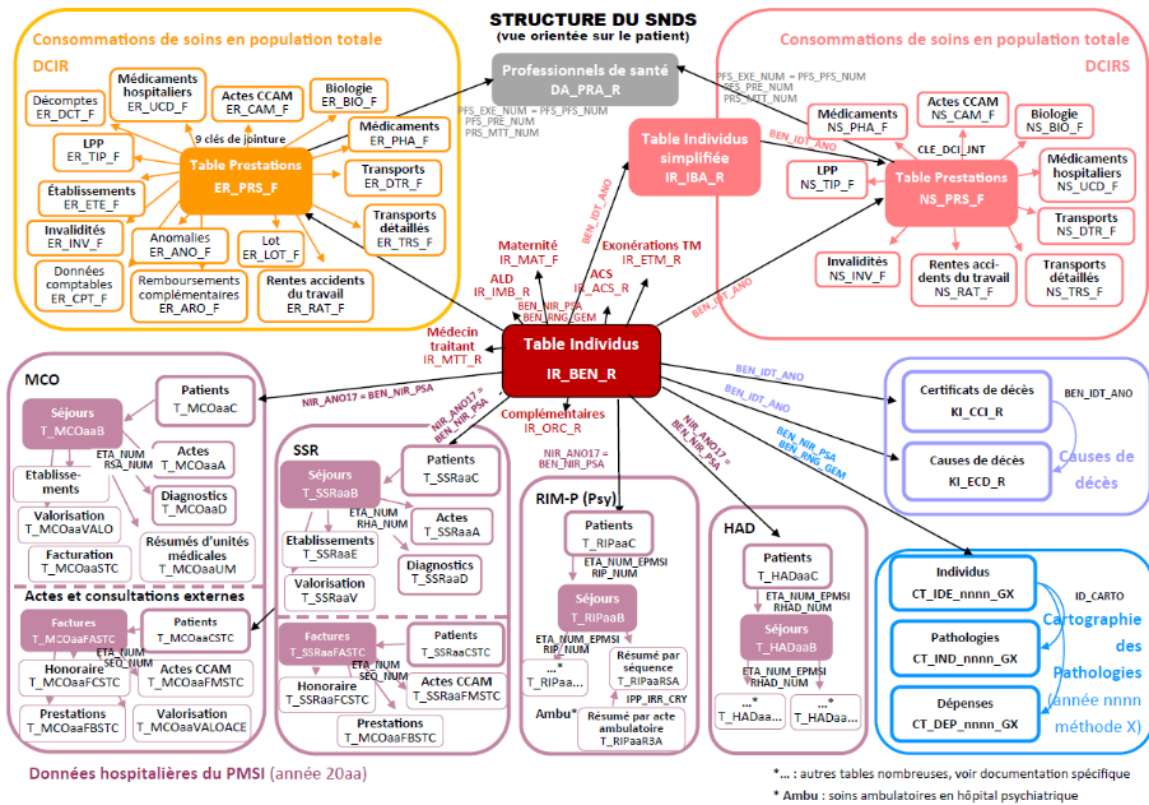 STRUCTURE DU SNDS
(vue orientée sur le patient)
Consommations de soins en population totale
DCIR
Décomptes
ER_DCT_F
Médicaments
hospitaliers
ER_UCD_F
Actes CCAM
ER_CAM_F
Biologie
ER_BIO_F
Médicaments
ER_PHA_F
LPP
ER_TIP_F
9 clés de jointure
Table Prestations
ER_PRS_F
Transports
ER_DTR_F
Établissements
ER_ETE_F
Transports
détaillés
ER_TRS_F
Invalidités
ER_INV_F
Anomalies
ER_ANO_F
Lot
ER_LOT_F
Données
comptables
ER_CPT_F
Remboursements
complémentaires
ER_ARO_F
Rentes accidents
du travail
ER_RAT_F
Professionnels de santé
DA_PRA_R
PFS_EXE_NUM = PFS_PFS_NUM
PFS_PRE_NUM
PRS_MTT_NUM
PFS_EXE_NUM = PFS_PFS_NUM
PFS_PRE_NUM
PRS_MTT_NUM
Table Individus
simplifiée
IR_IBA_R
BEN_IDT_ANO
BEN_IDT_ANO
BEN_IDT_ANO
Consommations de soins en population totale
DCIRS
Médicaments
NS_PHA_F
Actes CCAM
NS_CAM_F
Biologie
NS_BIO_F
CLE_DCI_JNT
LPP
NS_TIP_F
Table Prestations
NS_PRS_F
Médicaments
hospitaliers
NS_UCD_F
Transports
NS_DTR_F
Invalidités
NS_INV_F
Rentes acci-
dents du travail
NS_RAT_F
Transports
détaillés
NS_TRS_F
Maternité
IR_MAT_F
Exonérations TM
IR_ETM_R
ALD
IR_IMB_R
ACS
IR_ACS_R
BEN_NIR_PSA
BEN_RNG_GEM
Médecin
traitant
IR_MTT_R
Table Individus
IR_BEN_R
Complémentaires
IR_ORC_R
NIR_ANO17 = BEN_NIR_PSA
NIR_ANO17 =
BEN_NIR_PSA
NIR_ANO17 =
BEN_NIR_PSA
NIR_ANO17 =
BEN_NIR_PSA
BEN_NIR_PSA
BEN_RNG_GEM
BEN_IDT_ANO
BEN_IDT_ANO
MCO
Patients
T_MCOaaC
Séjours
T_MCOaaB
ETA_NUM
RSA_NUM
Actes
T_MCOaaA
Etablisse-
ments
Diagnostics
T_MCOaaD
Valorisation
T_MCOaaVALO
Facturation
T_MCOaaSTC
Résumés d'unités
médicales
T_MCOaaUM
Actes et consultations externes
Factures
T_MCOaaFASTC
Patients
T_MCOaaCSTC
ETA_NUM
SEQ_NUM
Honoraire
T_MCOaaFCSTC
Actes CCAM
T_MCOaaFMSTC
Prestations
T_MCOaaFBSTC
Valorisation
T_MCOaaVALOACE
SSR
Patients
T_SSRaaC
Séjours
T_SSRaaB
ETA_NUM
RHA_NUM
Actes
T_SSRaaA
Etablissements
T_SSRaaE
Diagnostics
T_SSRaaD
Valorisation
T_SSRaaV
Factures
T_SSRaaFASTC
Patients
T_SSRaaCSTC
ETA_NUM
SEQ_NUM
Honoraire
T_SSRaaFCSTC
Actes CCAM
T_SSRaaFMSTC
Prestations
T_MCOaaFBSTC
RIM-P (Psy)
Patients
T_RIPaaC
ETA_NUM_EPMSI
RIP_NUM
Séjours
T_RIPaaB
ETA_NUM_EPMSI
RIP_NUM
...*
T_RIPaa...
Résumé par
séquence
T_RIPaaRSA
IPP_IRR_CRY
Ambu*
Résumé par acte
ambulatoire
T_RIPaaR3A
HAD
Patients
T_HADaaC
ETA_NUM_EPMSI
RHAD_NUM
Séjours
T_HADaaB
ETA_NUM_EPMSI
RHAD_NUM
...*
T_HADaa...
...*
T_HADaa...
Certificats de décès
KI_CCI_R
BEN_IDT_ANO
Causes de décès
KI_ECD_R
Causes de
décès
Individus
CT_IDE_nnnn_GX
ID_CARTO
Pathologies
CT_IND_nnnn_GX
Dépenses
CT_DEP_nnnn_GX
Cartographie
des
Pathologies
(année nnnn
méthode X)
Données hospitalières du PMSI (année 20aa)
*... : autres tables nombreuses, voir documentation spécifique
* Ambu : soins ambulatoires en hôpital psychiatrique